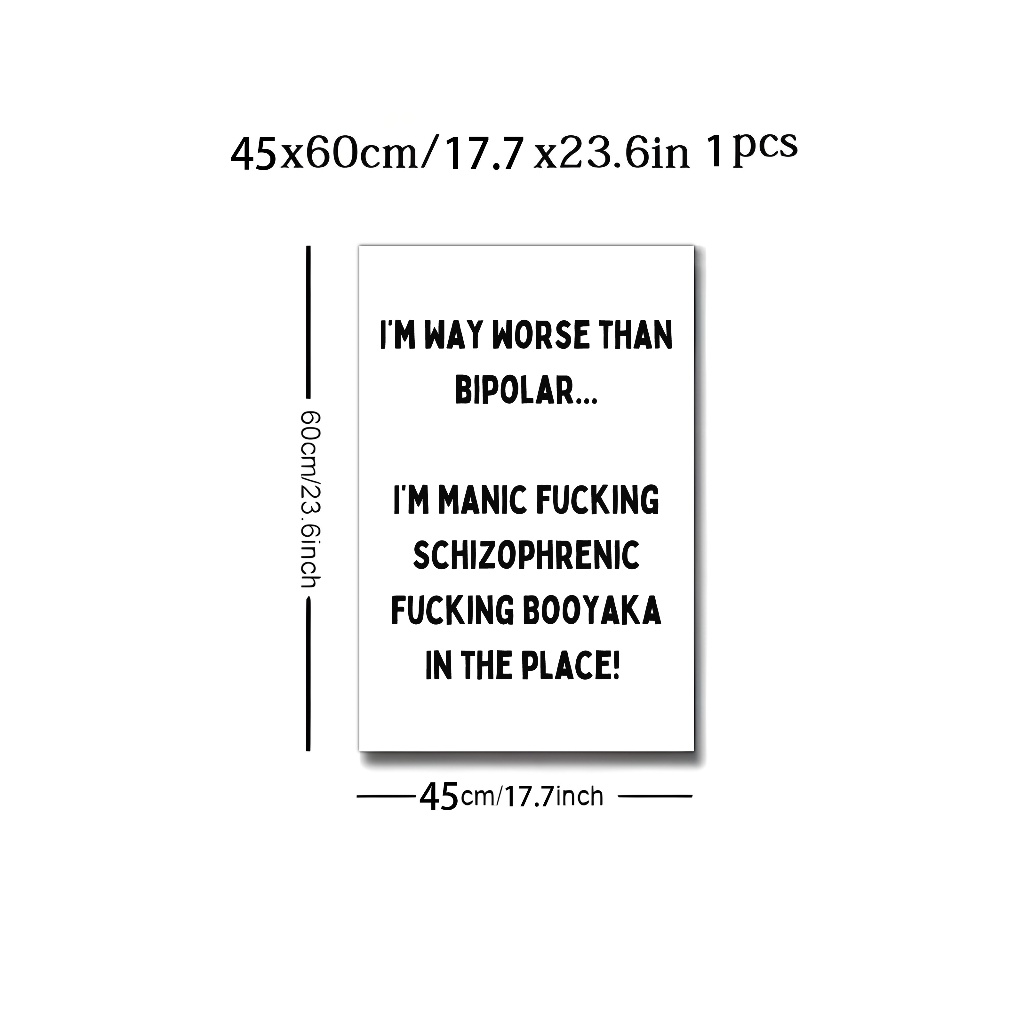 45x60cm/17.7 x23.6in 1pcs
I'M WAY WORSE THAN
BIPOLAR...
I'M MANIC FUCKING
SCHIZOPHRENIC
FUCKING BOOYAKA
IN THE PLACE!
60cm/23.6inch
45cm/17.7inch